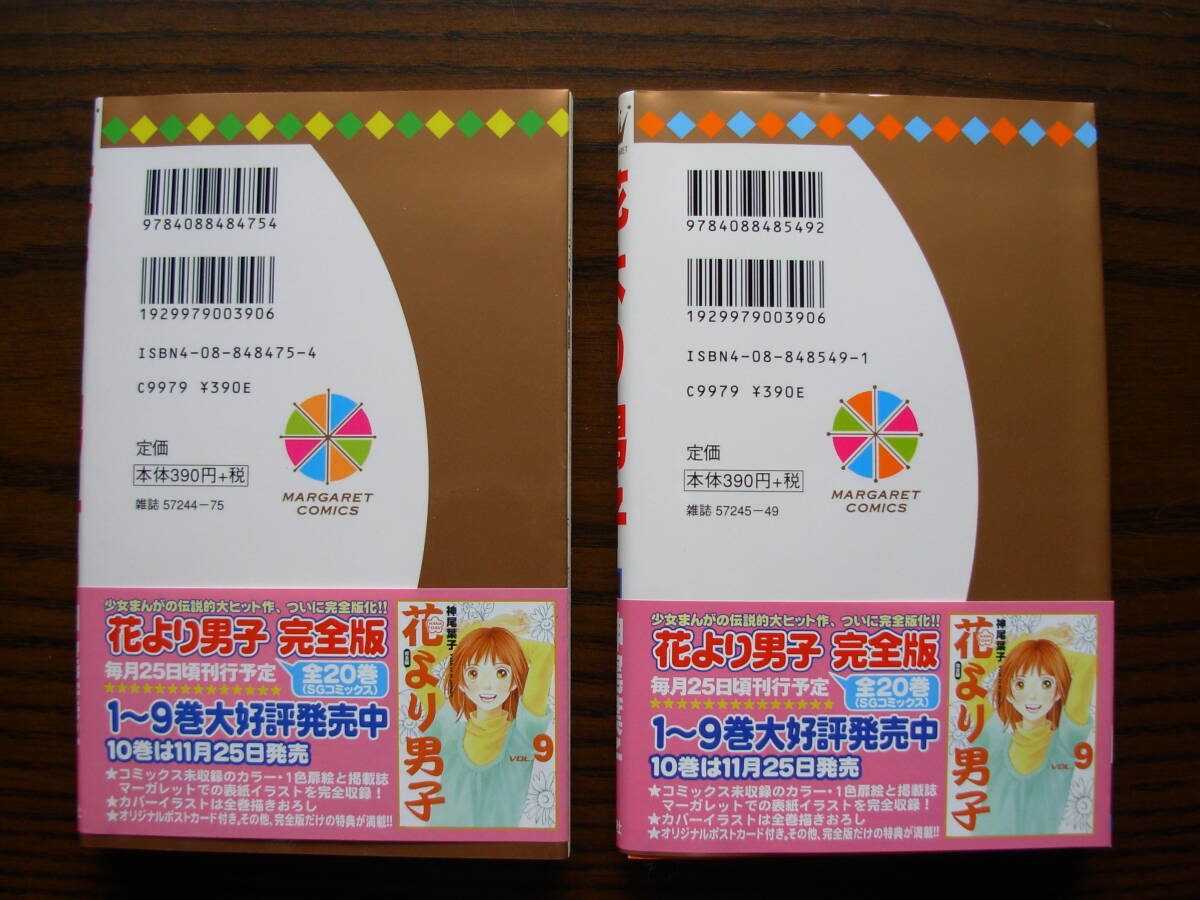 9784088484754
1929979003906
ISBN4-08-848475-4
C9979 ¥390E
定価
本体390円+税
雑誌 57244-75
MARGARET
COMICS
少女まんがの伝説的大ヒット作、ついに完全版化!!
花より男子 完全版
毎月25日頃刊行予定
全20巻
(SGコミックス)
★★★★★★★★★★★★★★
1〜9巻大好評発売中
10巻は11月25日発売
★コミックス未収録のカラー・1色扉絵と掲載誌
マーガレットでの表紙イラストを完全収録!
★カバーイラストは全巻描きおろし
★オリジナルポストカード付き。その他、完全版だけの特典が満載!!
神尾葉子
花より男子
完全版
VOL.9
9784088485492
1929979003906
ISBN4-08-848549-1
C9979 ¥390E
定価
本体390円+税
雑誌 57245-49
MARGARET
COMICS
少女まんがの伝説的大ヒット作、ついに完全版化!!
花より男子 完全版
毎月25日頃刊行予定
全20巻
(SGコミックス)
★★★★★★★★★★★★★★
1〜9巻大好評発売中
10巻は11月25日発売
★コミックス未収録のカラー・1色扉絵と掲載誌
マーガレットでの表紙イラストを完全収録!
★カバーイラストは全巻描きおろし
★オリジナルポストカード付き。その他、完全版だけの特典が満載!!
神尾葉子
花より男子
完全版
VOL.9